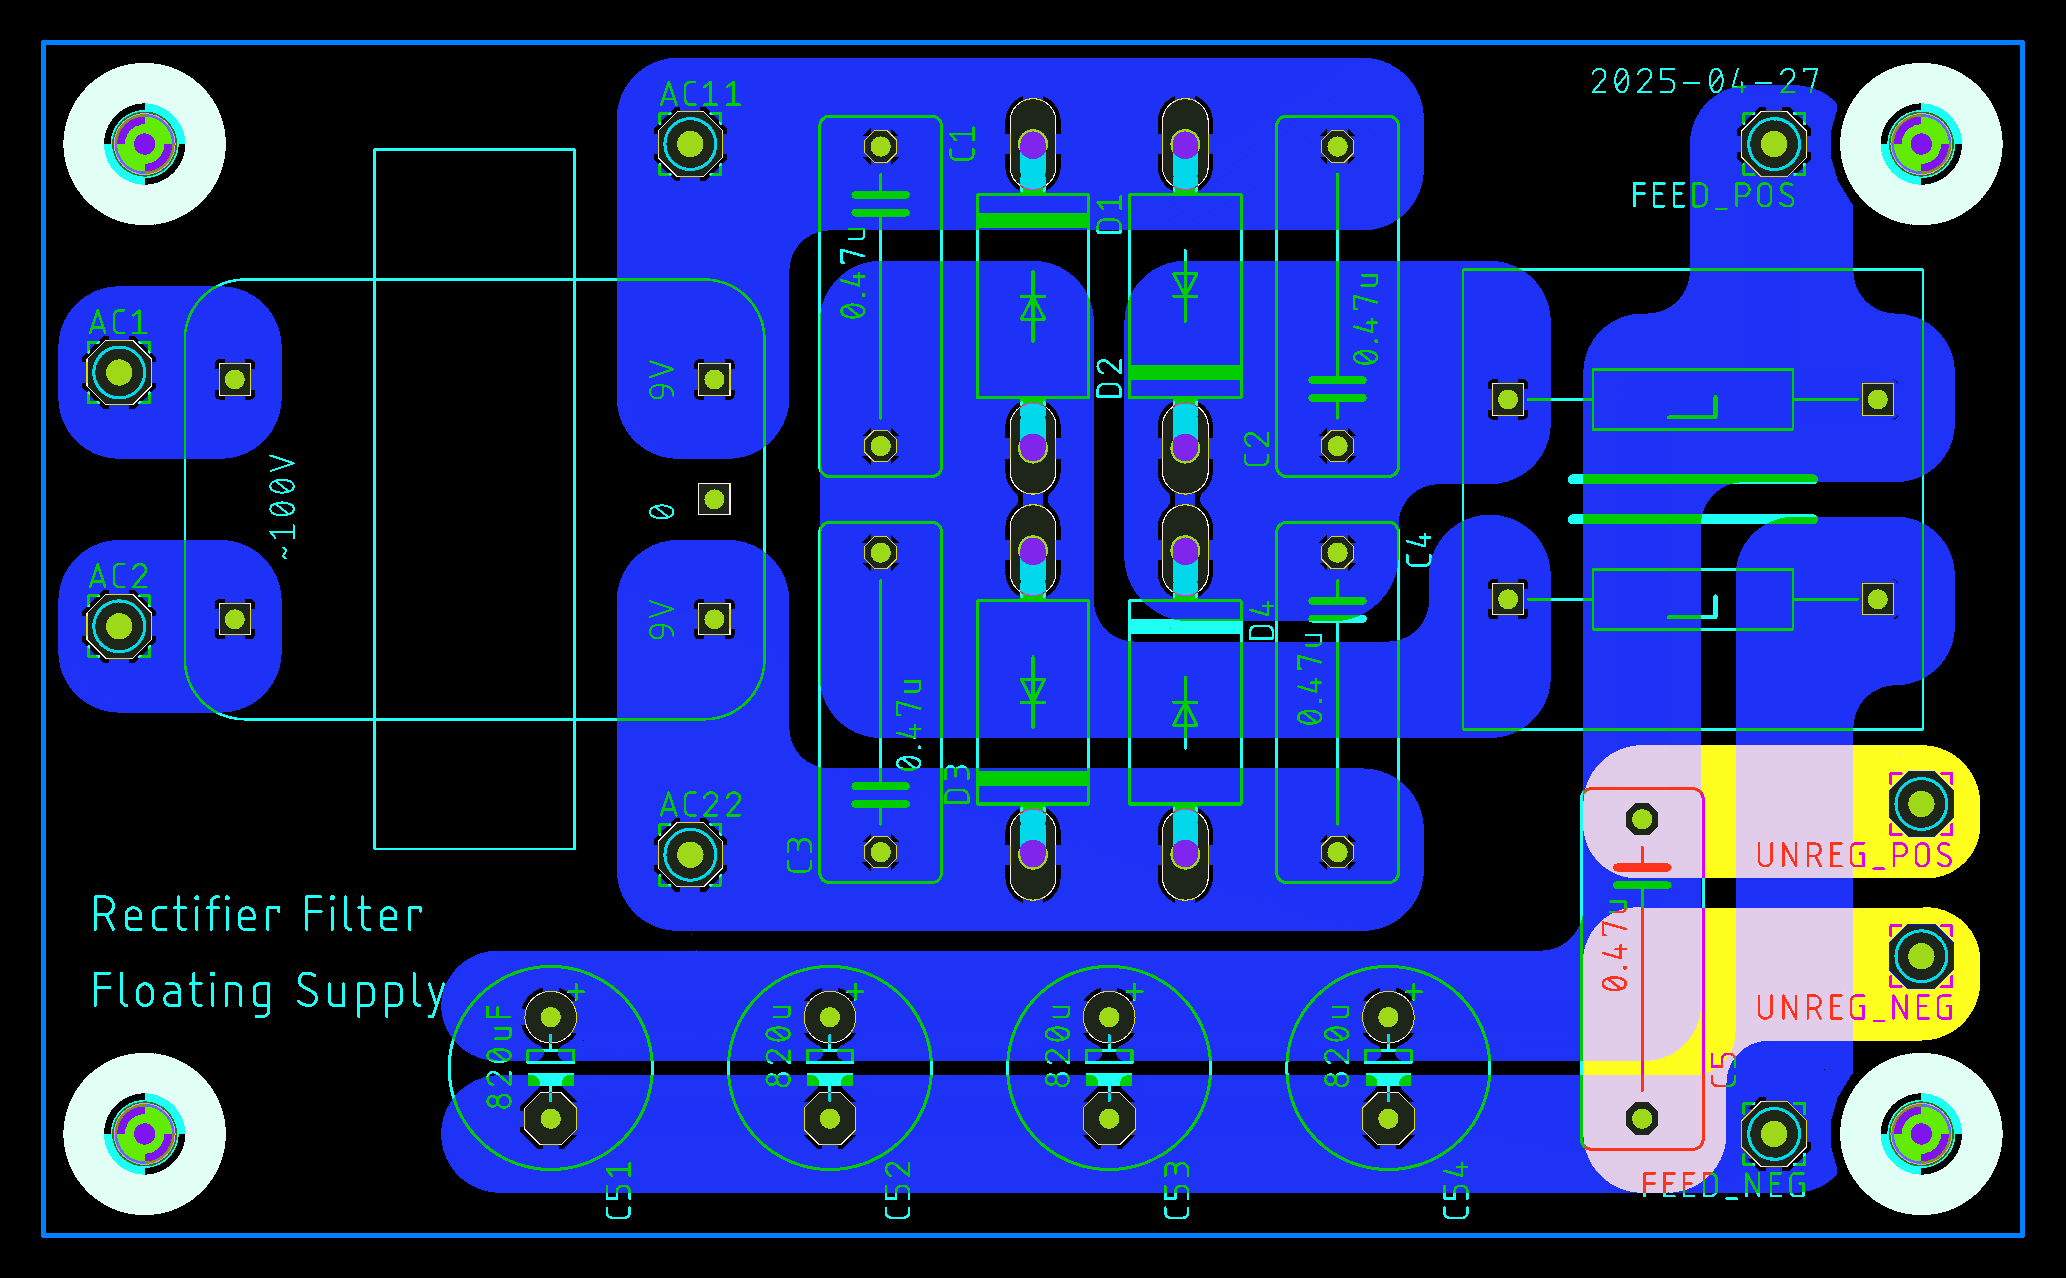 2025-04-27
AC11
C1
FEED_POS
D1
0.47u
0.47u
AC1
9V
D2
C2
~100V
0
C4
AC2
9V
D4
0.47u
0.47u
D3
AC22
C3
UNREG_POS
Rectifier Filter
0.47u
Floating Supply
UNREG_NEG
+
+
+
+
820uF
820u
820u
820u
C5
FEED_NEG
C51
C52
C53
C54